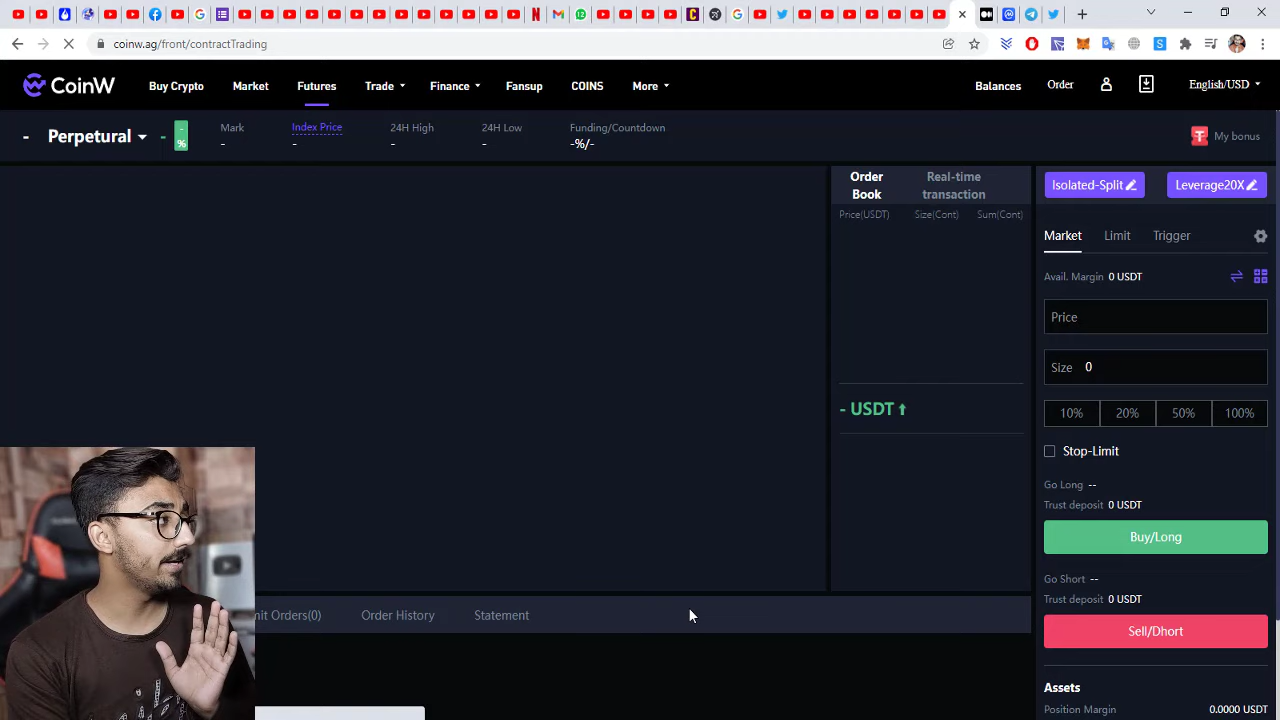 coinw.ag/front/contractTrading
CoinW
Buy Crypto
Market
Futures
Trade
Finance
Fansup
COINS
More
Balances
Order
English/USD
- Perpetural
-
-
%
Mark
-
Index Price
-
24H High
-
24H Low
-
Funding/Countdown
-%/-
My bonus
Order
Book
Real-time
transaction
Price(USDT)
Size(Cont)
Sum(Cont)
- USDT
Isolated-Split
Leverage20X
Market
Limit
Trigger
Avail. Margin 0 USDT
Price
Size 0
10%
20%
50%
100%
Stop-Limit
Go Long --
Trust deposit 0 USDT
Buy/Long
Go Short --
Trust deposit 0 USDT
Sell/Dhort
Orders(0)
Order History
Statement
Assets
Position Margin
0.0000 USDT